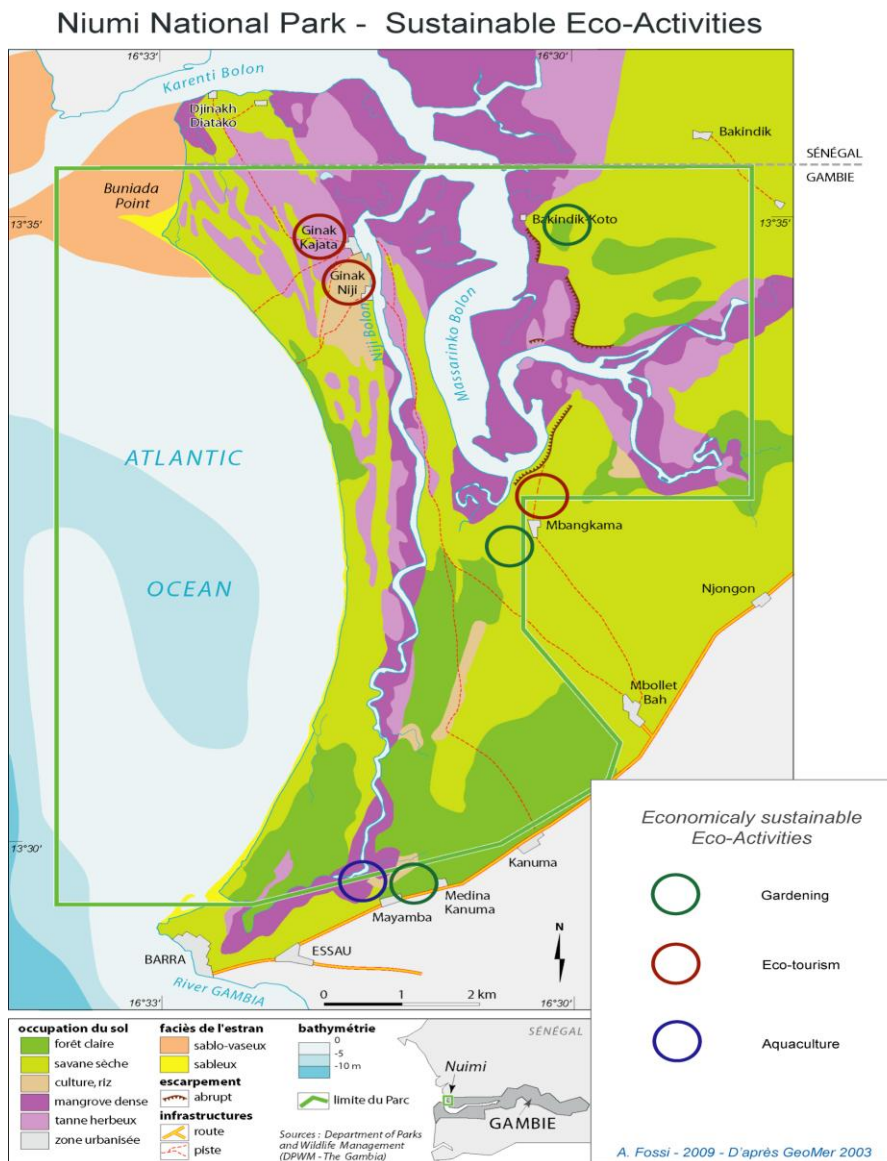 Niumi National Park - Sustainable Eco-Activities
16°33'
16°30'
Karenti Bolon
Djinakh
Diatako
Bakindik
SÉNÉGAL
GAMBIE
Buniada
Point
13°35'
13°35'
Bakindik-Koto
Ginak
Kajata
Ginak
Niji
Niji Bolon
Massarinko Bolon
ATLANTIC
OCEAN
Mbangkama
Njongon
Mbollet
Bah
13°30'
Kanuma
Medina
Kanuma
Mayamba
BARRA
ESSAU
River GAMBIA
N
16°33'
0 1 2 km
16°30'
Economicaly sustainable
Eco-Activities
Gardening
Eco-tourism
Aquaculture
occupation du sol
forêt claire
savane sèche
culture, riz
mangrove dense
tanne herbeux
zone urbanisée
faciès de l'estran
sablo-vaseux
sableux
escarpement
abrupt
infrastructures
route
piste
bathymétrie
0
-5
-10 m
limite du Parc
Sources : Department of Parks
and Wildlife Management
(DPWM - The Gambia)
SÉNÉGAL
Nuimi
GAMBIE
A. Fossi - 2009 - D'après GeoMer 2003